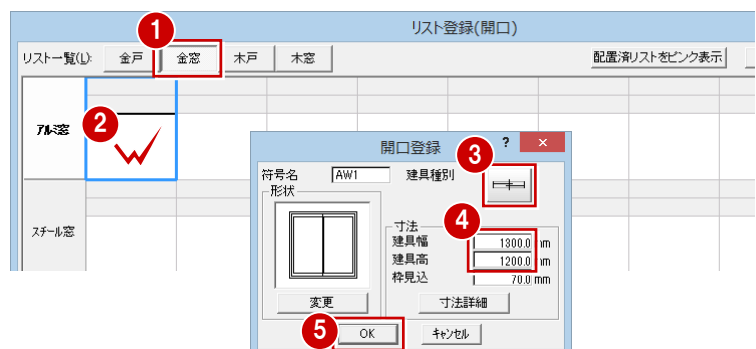 リスト登録(開口)
1
リスト一覧(L): 金戸 金窓 木戸 木窓 配置済リストをピンク表示
アルミ窓
2
開口登録 ? ×
3
符号名 AW1 建具種別
形状
4
寸法
建具幅 1300.0 mm
建具高 1200.0 mm
枠見込 70.0 mm
スチール窓
変更 寸法詳細
5
OK キャンセル